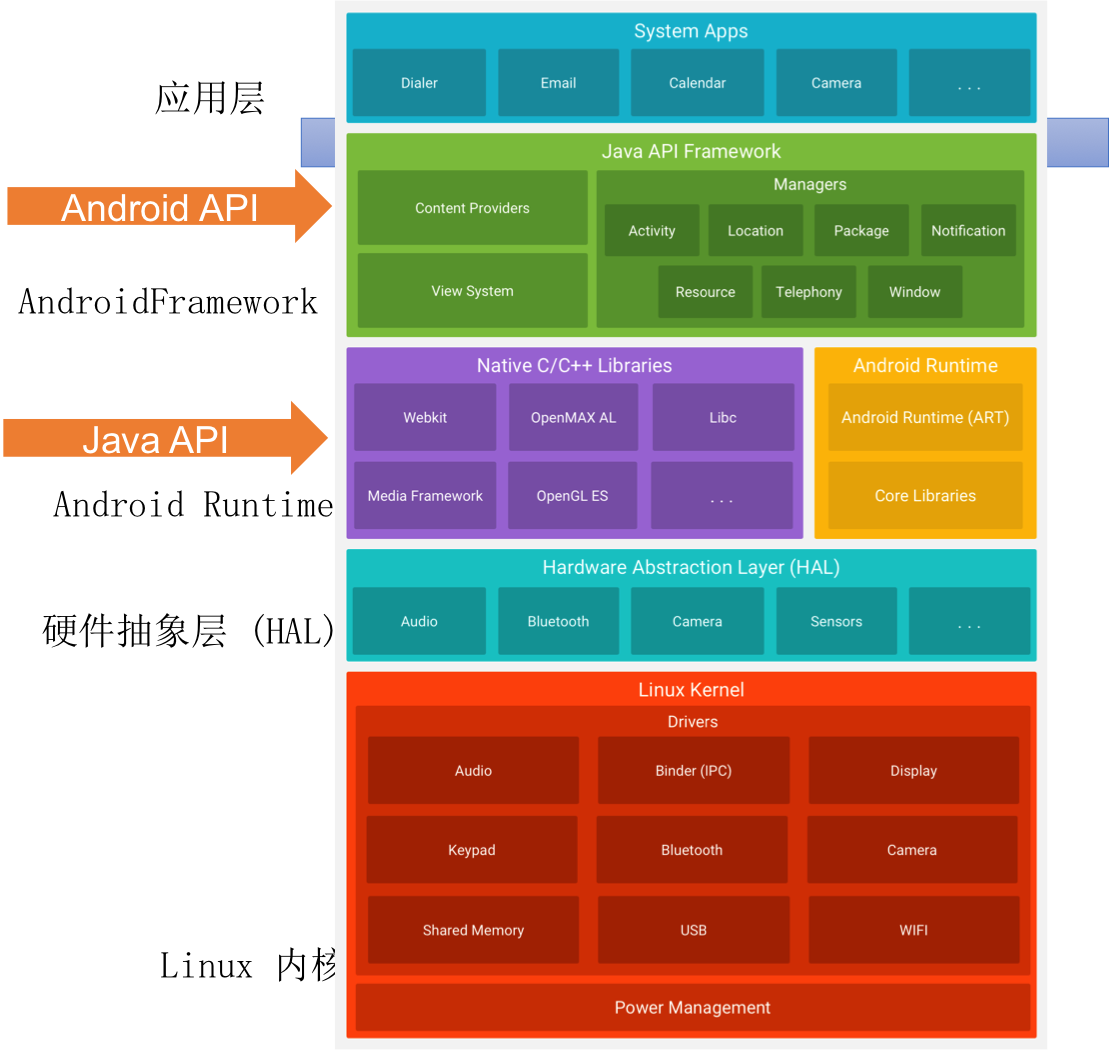 System Apps
Dialer
Email
Calendar
Camera
...
应用层
Java API Framework
Android API
Content Providers
View System
Managers
Activity
Location
Package
Notification
Resource
Telephony
Window
AndroidFramework
Native C/C++ Libraries
Webkit
OpenMAX AL
Libc
Media Framework
OpenGL ES
...
Java API
Android Runtime
Android Runtime
Android Runtime (ART)
Core Libraries
Hardware Abstraction Layer (HAL)
Audio
Bluetooth
Camera
Sensors
...
硬件抽象层 (HAL)
Linux Kernel
Drivers
Audio
Binder (IPC)
Display
Keypad
Bluetooth
Camera
Shared Memory
USB
WIFI
Linux 内核
Power Management